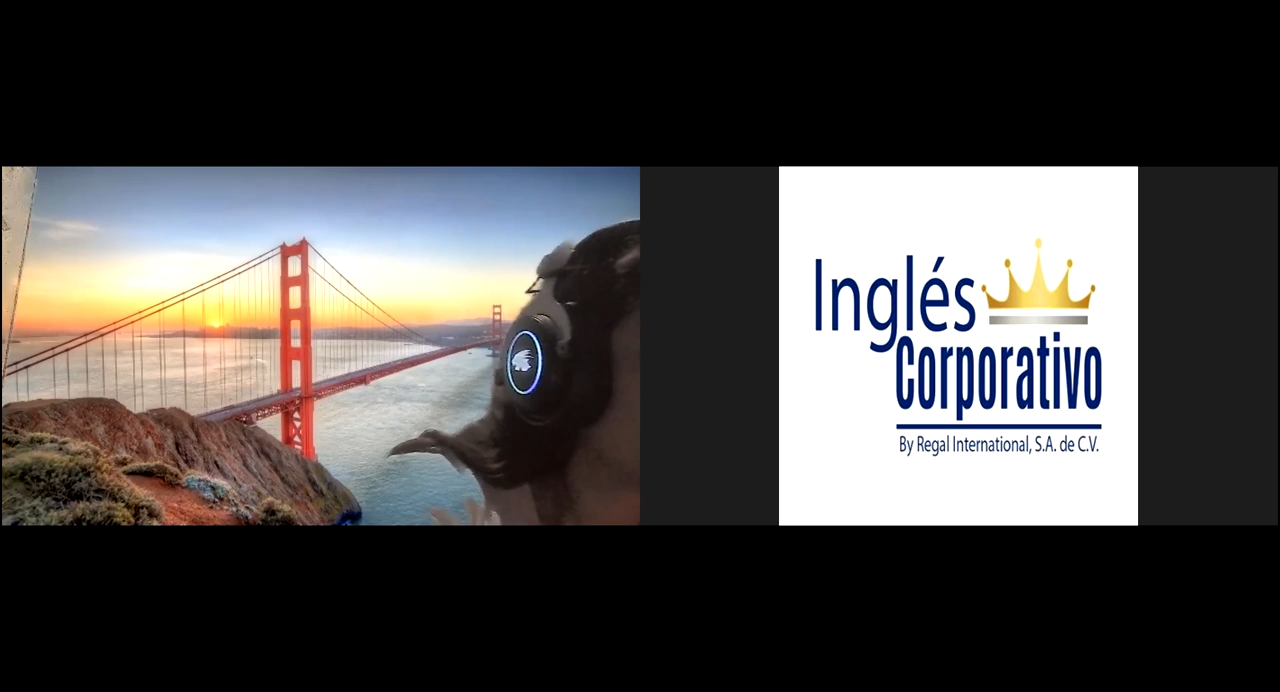 Inglés
Corporativo
By Regal International, S.A. de C.V.